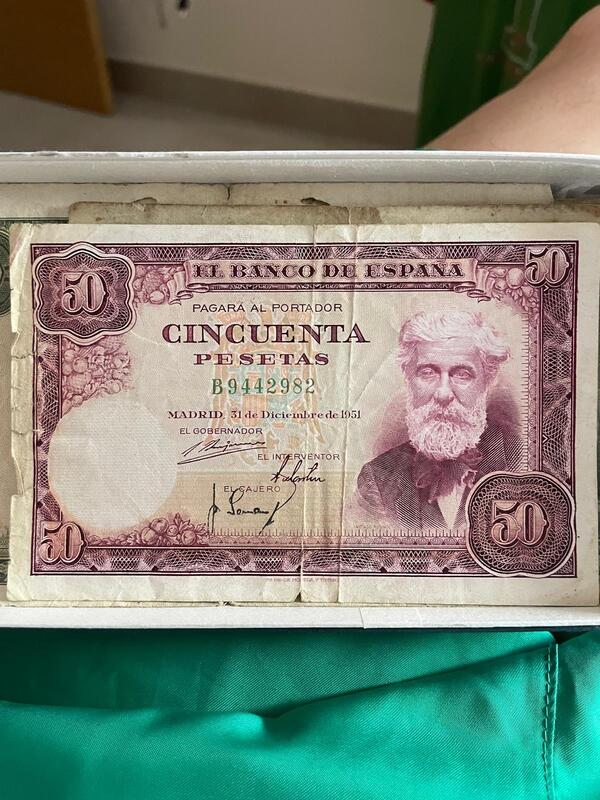 50
50
EL BANCO DE ESPAÑA
PAGARÁ AL PORTADOR
CINCUENTA
PESETAS
B9442982
MADRID, 31 de Diciembre de 1951
EL GOBERNADOR
EL INTERVENTOR
EL CAJERO
50
50